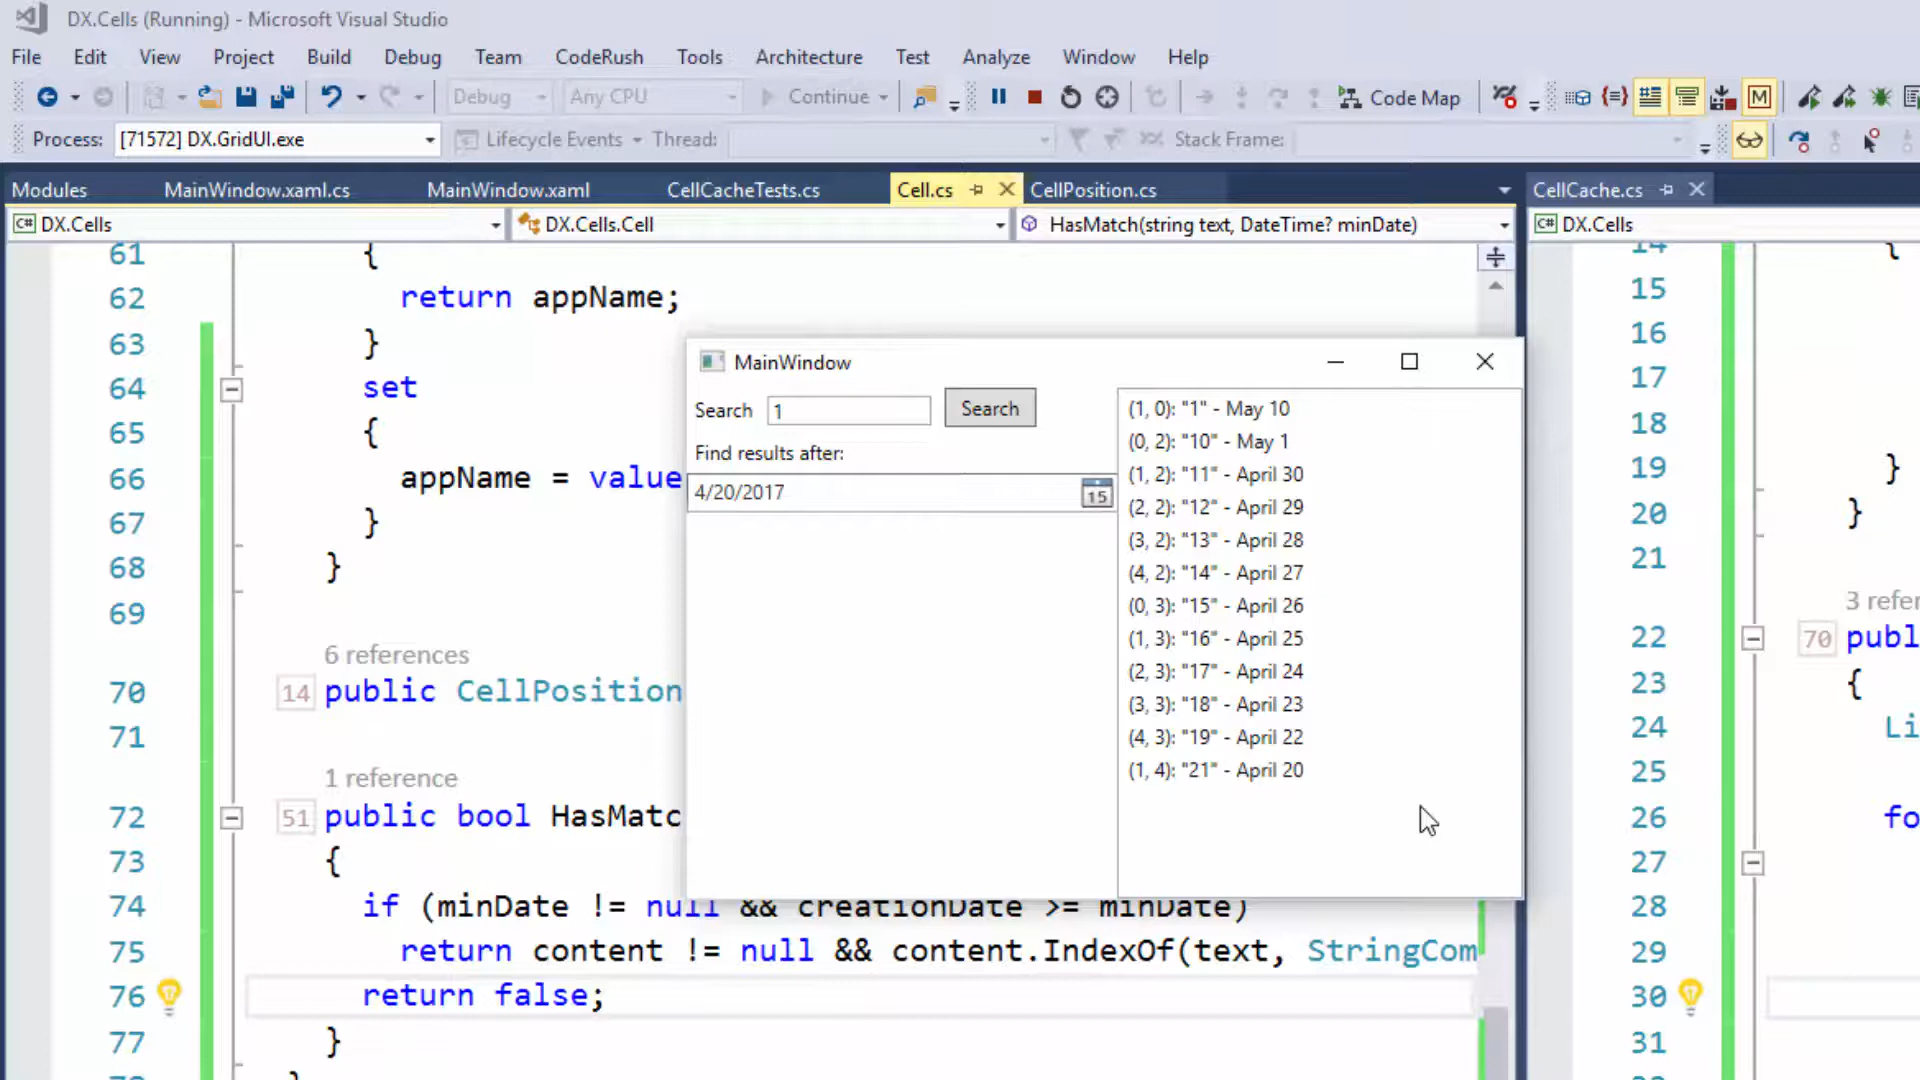 DX.Cells (Running) - Microsoft Visual Studio
File Edit View Project Build Debug Team CodeRush Tools Architecture Test Analyze Window Help
Debug Any CPU Continue Code Map
Process: [71572] DX.GridUI.exe Lifecycle Events Thread: Stack Frame:
Modules MainWindow.xaml.cs MainWindow.xaml CellCacheTests.cs Cell.cs CellPosition.cs CellCache.cs
DX.Cells DX.Cells.Cell HasMatch(string text, DateTime? minDate) DX.Cells
61 {
62 return appName;
63 }
64 set
65 {
66 appName = value
67 }
68 }
69
6 references
70 14 public CellPosition
71
1 reference
72 51 public bool HasMatc
73 {
74 if (minDate != null && creationDate >= minDate)
75 return content != null && content.IndexOf(text, StringCom
76 return false;
77 }
MainWindow
Search 1 Search
Find results after:
4/20/2017 15
(1, 0): "1" - May 10
(0, 2): "10" - May 1
(1, 2): "11" - April 30
(2, 2): "12" - April 29
(3, 2): "13" - April 28
(4, 2): "14" - April 27
(0, 3): "15" - April 26
(1, 3): "16" - April 25
(2, 3): "17" - April 24
(3, 3): "18" - April 23
(4, 3): "19" - April 22
(1, 4): "21" - April 20
14 {
15
16
17
18
19 }
20 }
21
3 refer
22 70 publ
23 {
24 Li
25
26 fo
27
28
29
30
31